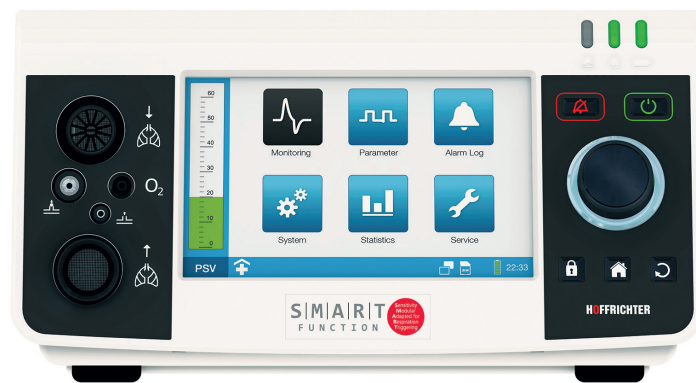 60
50
40
30
20
10
0
Monitoring
Parameter
Alarm Log
System
Statistics
Service
PSV
22:33
O2
S|M|A|R|T
FUNCTION
Sensitivity
Modular
Adapted for
Respiration
Triggering
HOFFRICHTER